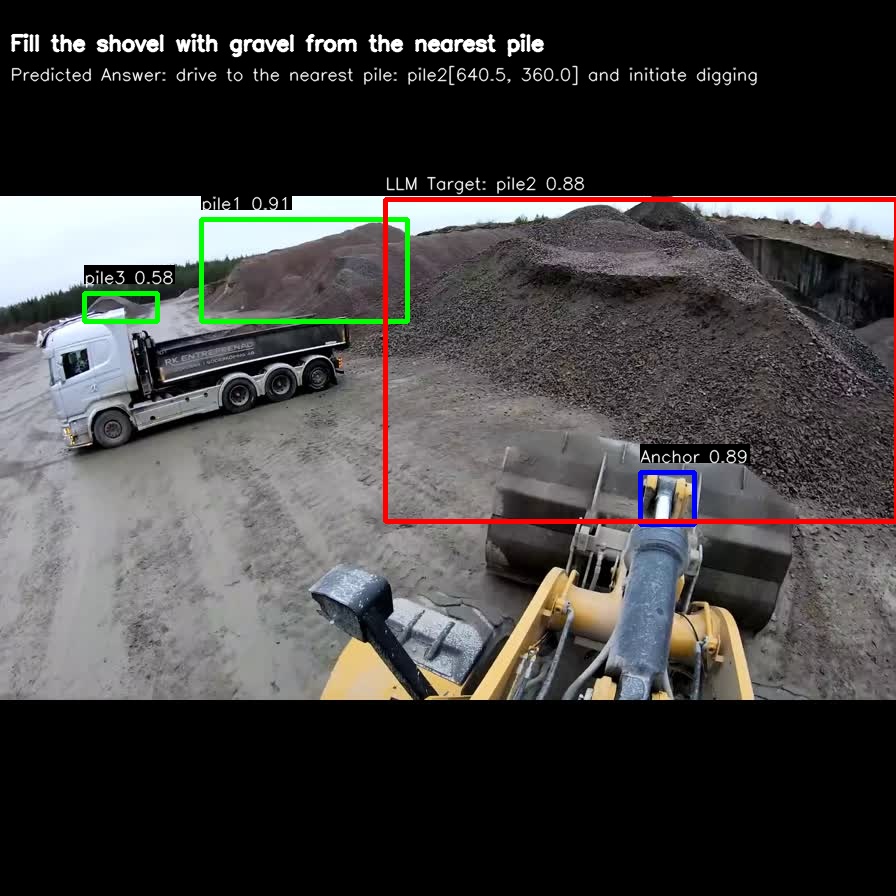 Fill the shovel with gravel from the nearest pile
Predicted Answer: drive to the nearest pile: pile2[640.5, 360.0] and initiate digging
LLM Target: pile2 0.88
pile1 0.91
pile3 0.58
RK ENTREPRENAD
Anchor 0.89